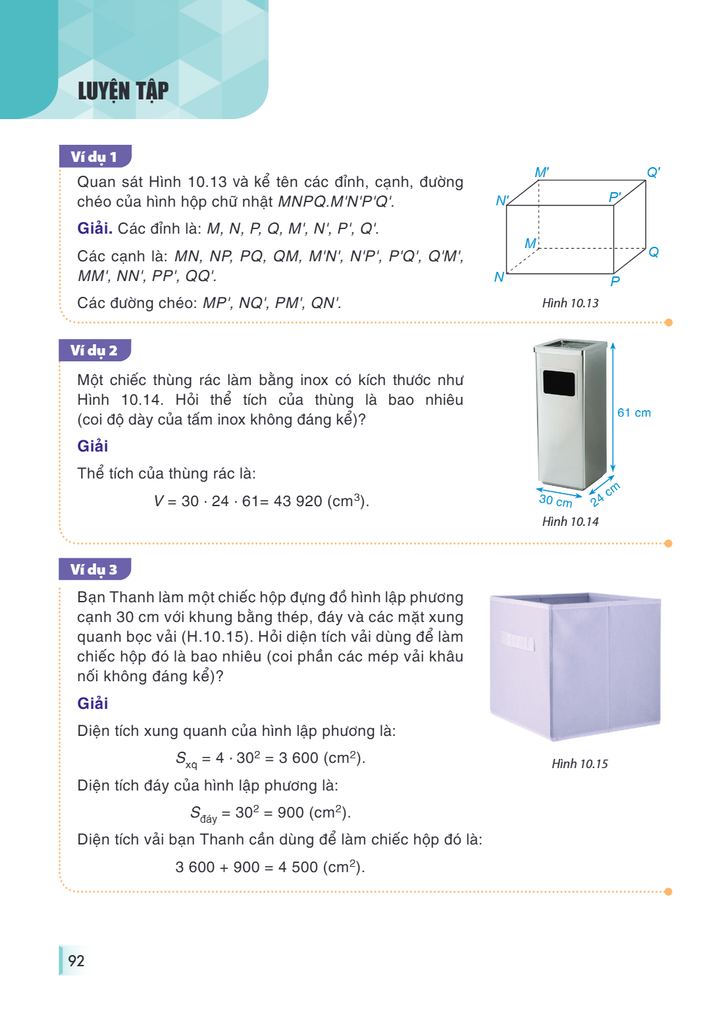 LUYỆN TẬP
Ví dụ 1
Quan sát Hình 10.13 và kể tên các đỉnh, cạnh, đường
chéo của hình hộp chữ nhật MNPQ.M'N'P'Q'.
Giải. Các đỉnh là: M, N, P, Q, M', N', P', Q'.
Các cạnh là: MN, NP, PQ, QM, M'N', N'P', P'Q', Q'M',
MM', NN', PP', QQ'.
Các đường chéo: MP', NQ', PM', QN'.
M'
Q'
N'
P'
M
Q
N
P
Hình 10.13
Ví dụ 2
Một chiếc thùng rác làm bằng inox có kích thước như
Hình 10.14. Hỏi thể tích của thùng là bao nhiêu
(coi độ dày của tấm inox không đáng kể)?
Giải
Thể tích của thùng rác là:
V = 30 · 24 · 61= 43 920 (cm³).
61 cm
30 cm
24 cm
Hình 10.14
Ví dụ 3
Bạn Thanh làm một chiếc hộp đựng đồ hình lập phương
cạnh 30 cm với khung bằng thép, đáy và các mặt xung
quanh bọc vải (H.10.15). Hỏi diện tích vải dùng để làm
chiếc hộp đó là bao nhiêu (coi phần các mép vải khâu
nối không đáng kể)?
Giải
Diện tích xung quanh của hình lập phương là:
Sxq = 4 · 30² = 3 600 (cm²).
Diện tích đáy của hình lập phương là:
Sđáy = 30² = 900 (cm²).
Diện tích vải bạn Thanh cần dùng để làm chiếc hộp đó là:
3 600 + 900 = 4 500 (cm²).
Hình 10.15
92